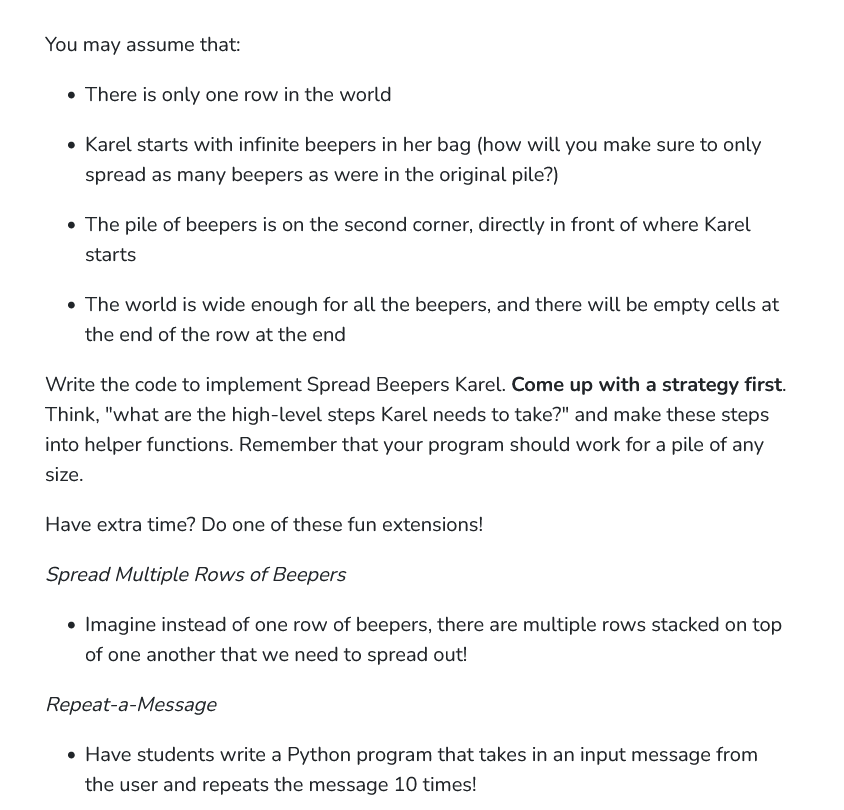 You may assume that:
• There is only one row in the world
• Karel starts with infinite beepers in her bag (how will you make sure to only
spread as many beepers as were in the original pile?)
• The pile of beepers is on the second corner, directly in front of where Karel
starts
• The world is wide enough for all the beepers, and there will be empty cells at
the end of the row at the end
Write the code to implement Spread Beepers Karel. Come up with a strategy first.
Think, "what are the high-level steps Karel needs to take?" and make these steps
into helper functions. Remember that your program should work for a pile of any
size.
Have extra time? Do one of these fun extensions!
Spread Multiple Rows of Beepers
• Imagine instead of one row of beepers, there are multiple rows stacked on top
of one another that we need to spread out!
Repeat-a-Message
• Have students write a Python program that takes in an input message from
the user and repeats the message 10 times!